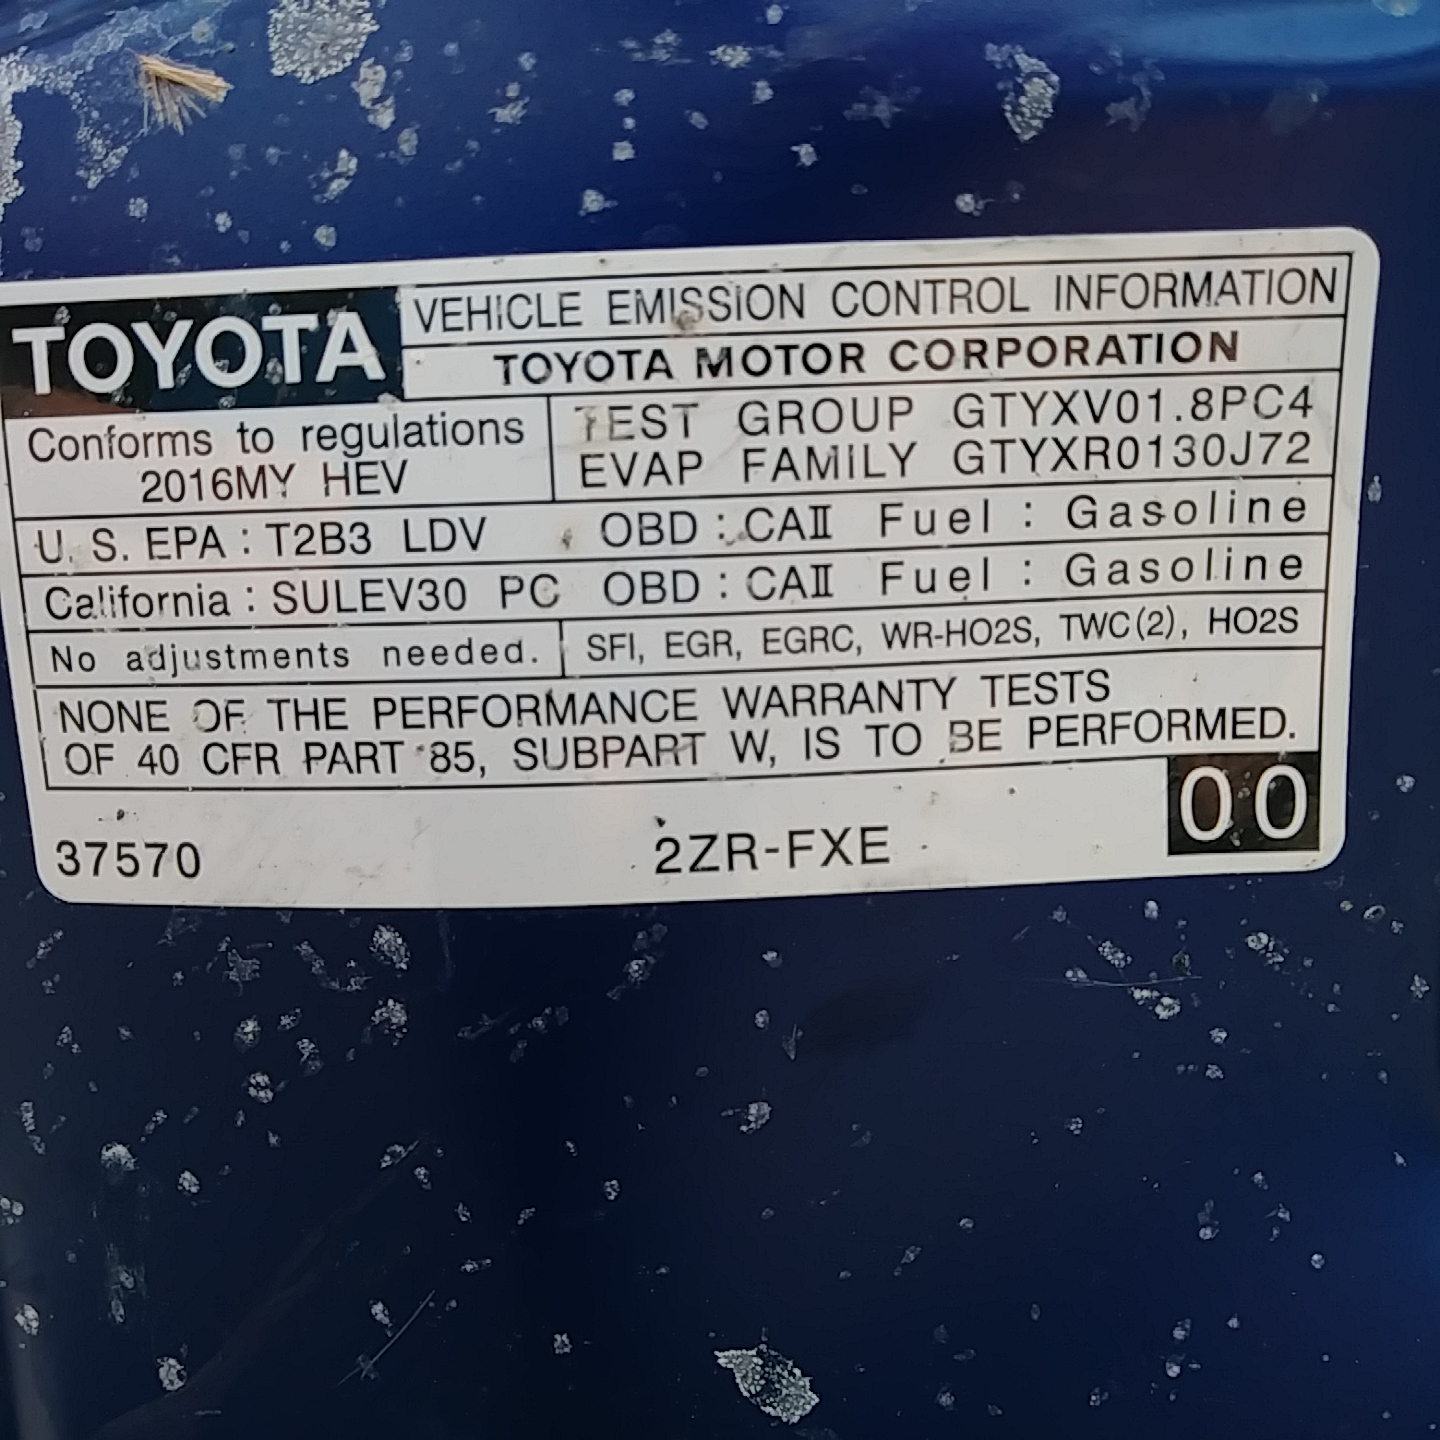 TOYOTA
VEHICLE EMISSION CONTROL INFORMATION
TOYOTA MOTOR CORPORATION
Conforms to regulations
2016MY HEV
TEST GROUP GTYXV01.8PC4
EVAP FAMILY GTYXR0130J72
U. S. EPA : T2B3 LDV OBD : CAⅡ Fuel : Gasoline
California : SULEV30 PC OBD : CAⅡ Fuel : Gasoline
No adjustments needed.
SFI, EGR, EGRC, WR-HO2S, TWC(2), HO2S
NONE OF THE PERFORMANCE WARRANTY TESTS
OF 40 CFR PART 85, SUBPART W, IS TO BE PERFORMED.
00
37570
2ZR-FXE